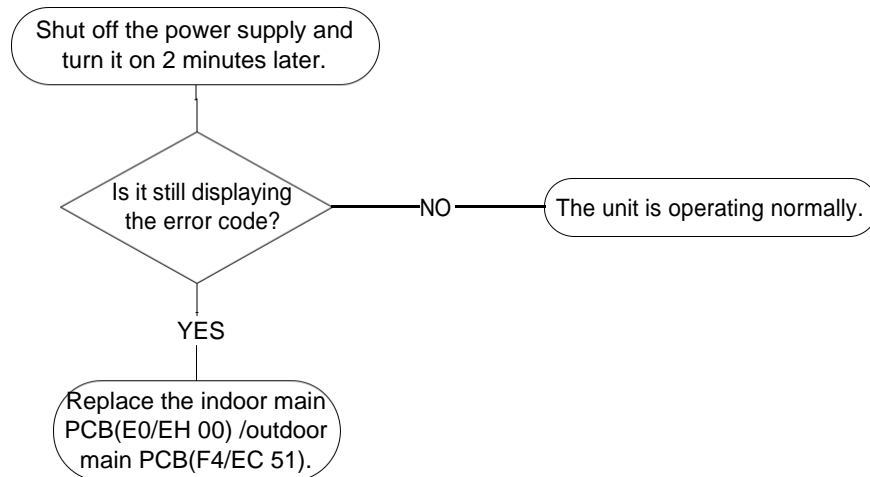 Shut off the power supply and
turn it on 2 minutes later.
Is it still displaying
the error code?
NO
The unit is operating normally.
YES
Replace the indoor main
PCB(E0/EH 00) /outdoor
main PCB(F4/EC 51).